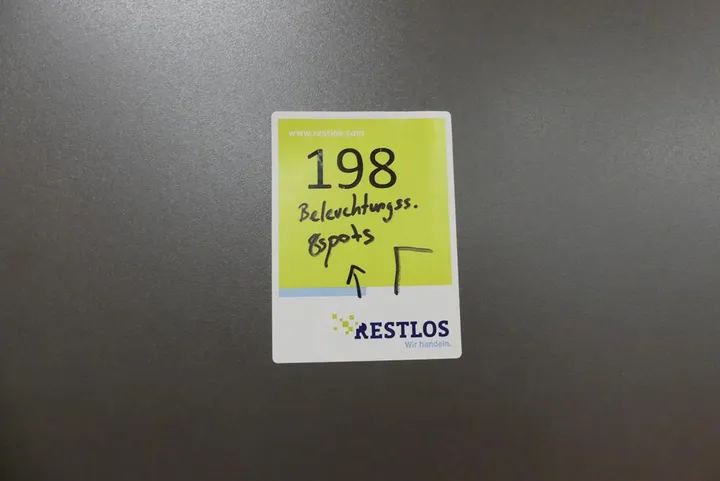 www.restlos.com
198
Beleuchtungss.
8spots
RESTLOS
Wir handeln.